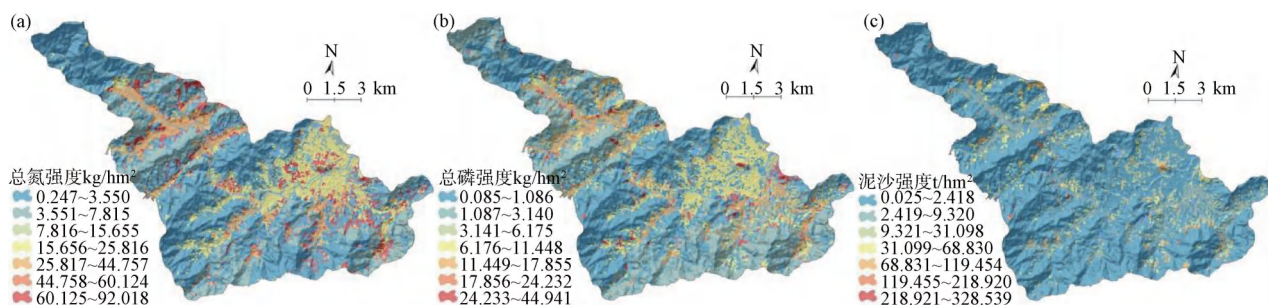 (a)
N
0 1.5 3 km
总氮强度kg/hm²
0.247~3.550
3.551~7.815
7.816~15.655
15.656~25.816
25.817~44.757
44.758~60.124
60.125~92.018
(b)
N
0 1.5 3 km
总磷强度kg/hm²
0.085~1.086
1.087~3.140
3.141~6.175
6.176~11.448
11.449~17.855
17.856~24.232
24.233~44.941
(c)
N
0 1.5 3 km
泥沙强度t/hm²
0.025~2.418
2.419~9.320
9.321~31.098
31.099~68.830
68.831~119.454
119.455~218.920
218.921~328.539